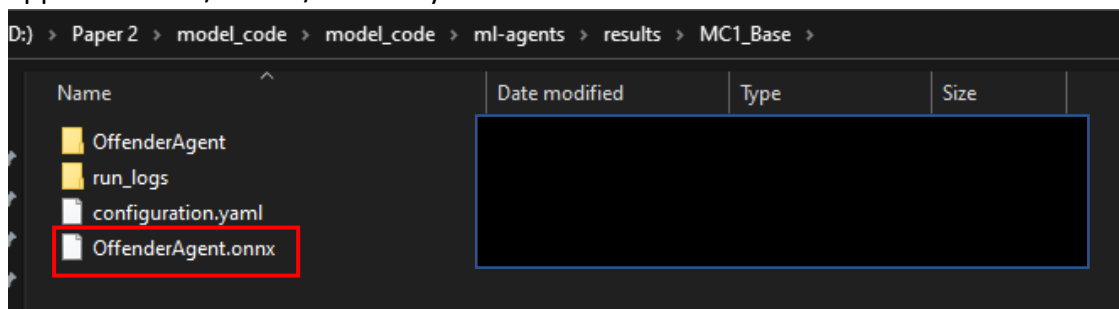 D:) > Paper 2 > model_code > model_code > ml-agents > results > MC1_Base >
Name Date modified Type Size
OffenderAgent
run_logs
configuration.yaml
OffenderAgent.onnx